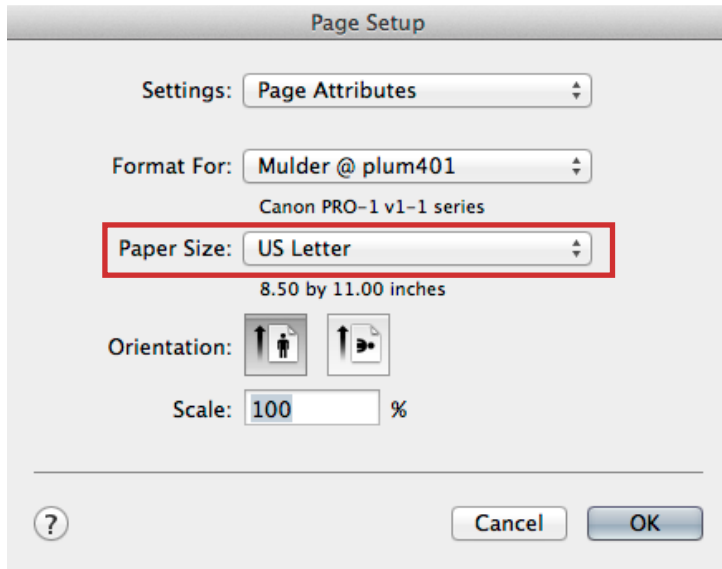 Page Setup
Settings: Page Attributes
Format For: Mulder @ plum401
Canon PRO-1 v1-1 series
Paper Size: US Letter
8.50 by 11.00 inches
Orientation:
Scale: 100 %
? Cancel OK